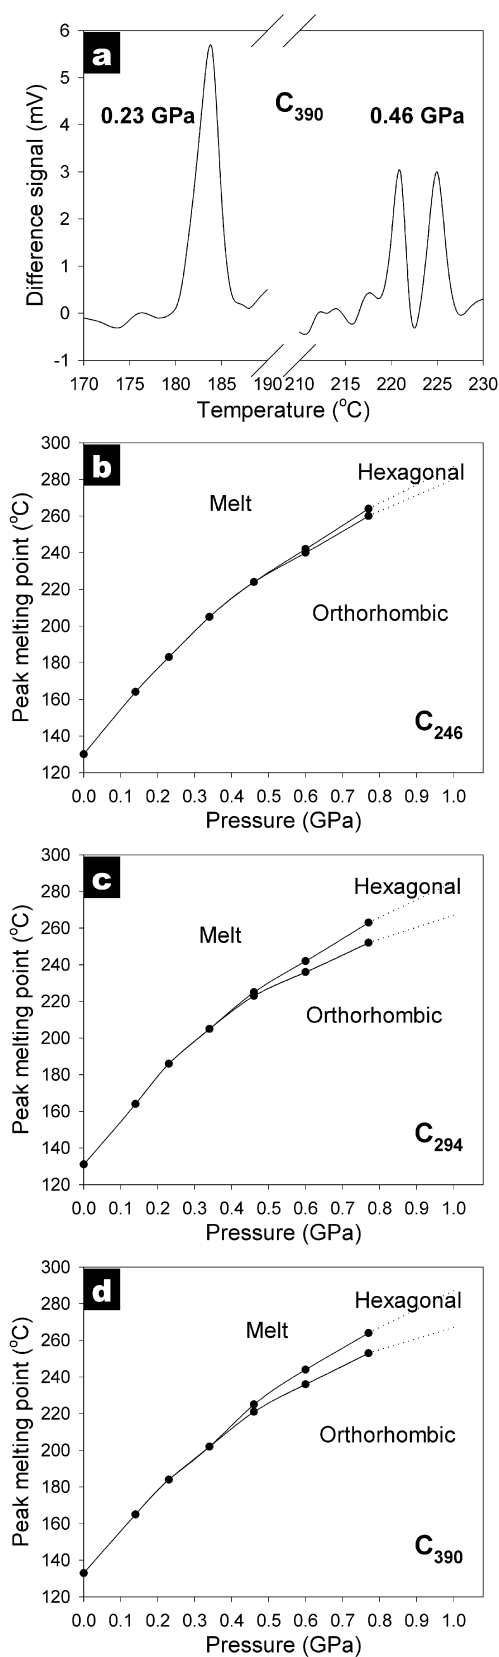 a
6
5
4
3
2
1
0
-1
Difference signal (mV)
0.23 GPa
C390
0.46 GPa
170 175 180 185 190 210 215 220 225 230
Temperature (oC)
b
300
280
260
240
220
200
180
160
140
120
Peak melting point (oC)
Hexagonal
Melt
Orthorhombic
C246
0.0 0.1 0.2 0.3 0.4 0.5 0.6 0.7 0.8 0.9 1.0
Pressure (GPa)
c
300
280
260
240
220
200
180
160
140
120
Peak melting point (oC)
Hexagonal
Melt
Orthorhombic
C294
0.0 0.1 0.2 0.3 0.4 0.5 0.6 0.7 0.8 0.9 1.0
Pressure (GPa)
d
300
280
260
240
220
200
180
160
140
120
Peak melting point (oC)
Hexagonal
Melt
Orthorhombic
C390
0.0 0.1 0.2 0.3 0.4 0.5 0.6 0.7 0.8 0.9 1.0
Pressure (GPa)